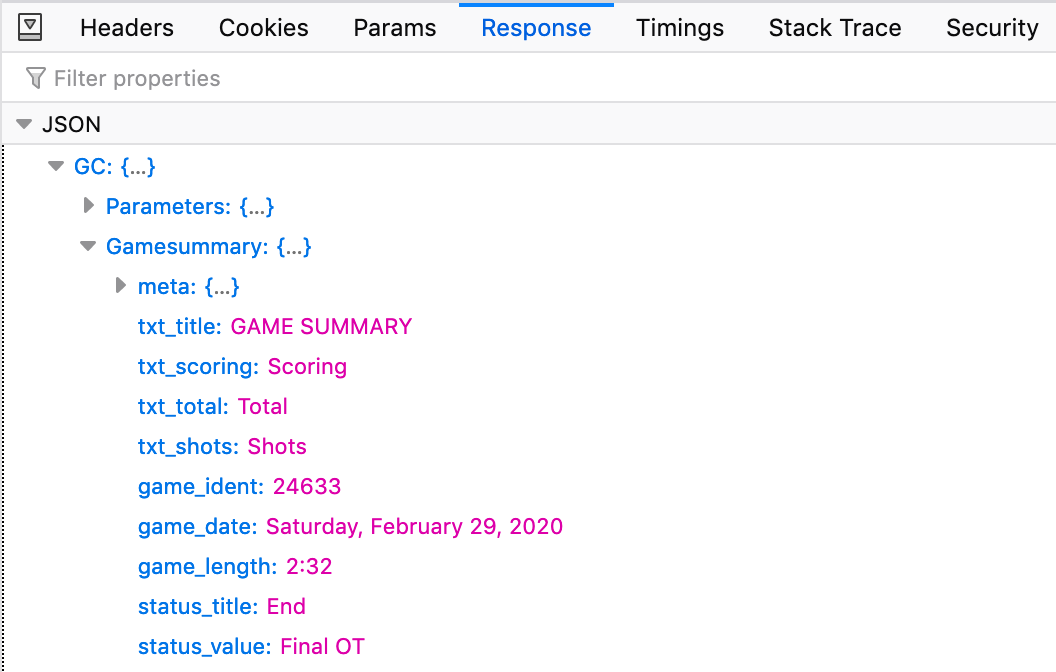 Headers Cookies Params Response Timings Stack Trace Security
Filter properties
JSON
GC: {...}
Parameters: {...}
Gamesummary: {...}
meta: {...}
txt_title: GAME SUMMARY
txt_scoring: Scoring
txt_total: Total
txt_shots: Shots
game_ident: 24633
game_date: Saturday, February 29, 2020
game_length: 2:32
status_title: End
status_value: Final OT